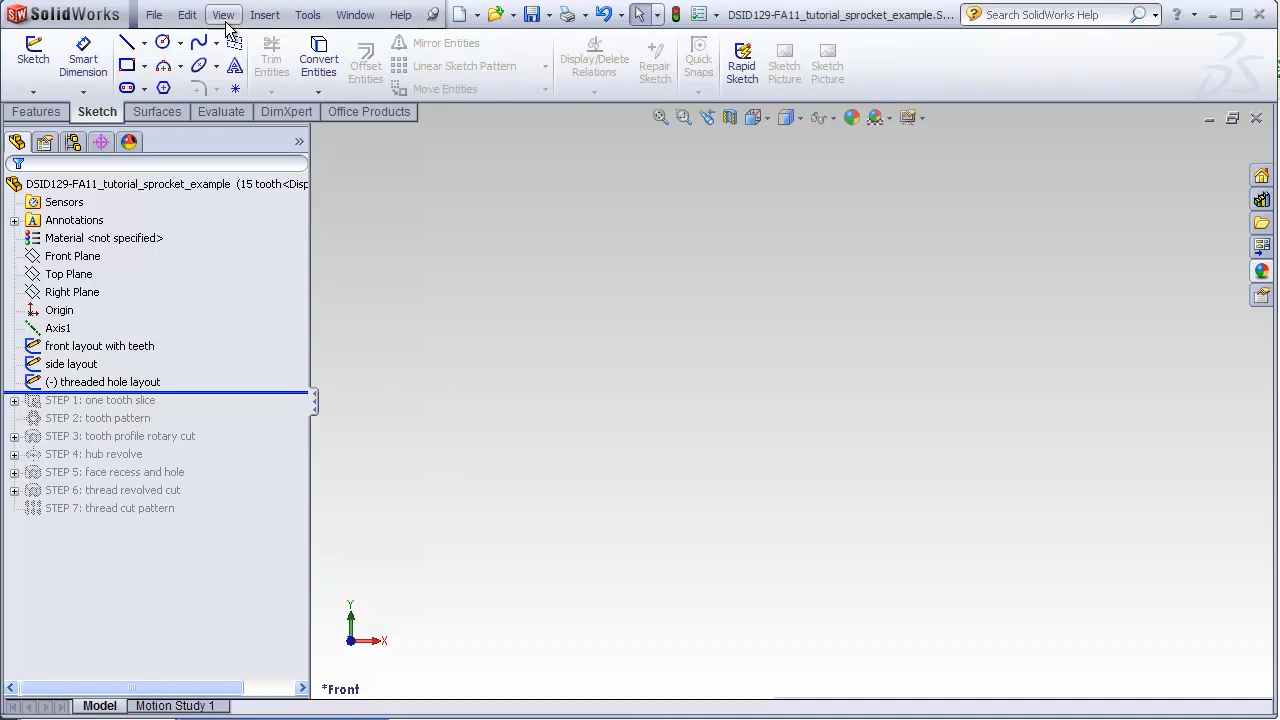 SolidWorks File Edit View Insert Tools Window Help DSID129-FA11_tutorial_sprocket_example.S... Search SolidWorks Help
Sketch Smart Dimension Trim Entities Convert Entities Offset Entities Mirror Entities Linear Sketch Pattern Move Entities Display/Delete Relations Repair Sketch Quick Snaps Rapid Sketch Sketch Picture Sketch Picture
Features Sketch Surfaces Evaluate DimXpert Office Products
DSID129-FA11_tutorial_sprocket_example (15 tooth<Disp
Sensors
Annotations
Material <not specified>
Front Plane
Top Plane
Right Plane
Origin
Axis1
front layout with teeth
side layout
(-) threaded hole layout
STEP 1: one tooth slice
STEP 2: tooth pattern
STEP 3: tooth profile rotary cut
STEP 4: hub revolve
STEP 5: face recess and hole
STEP 6: thread revolved cut
STEP 7: thread cut pattern
Y
X
*Front
Model Motion Study 1